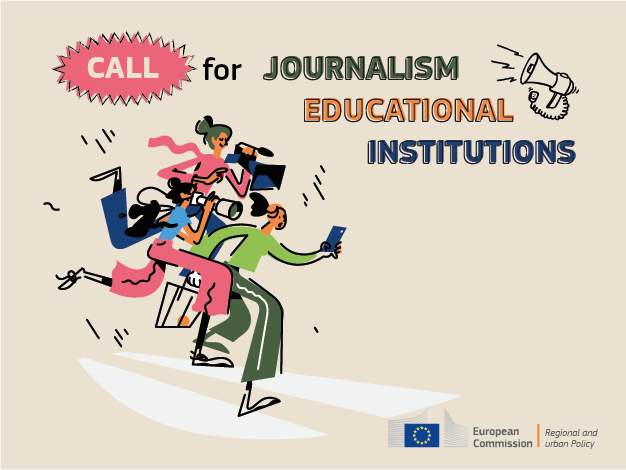 CALL for JOURNALISM
EDUCATIONAL
INSTITUTIONS
European
Commission
Regional and
urban Policy